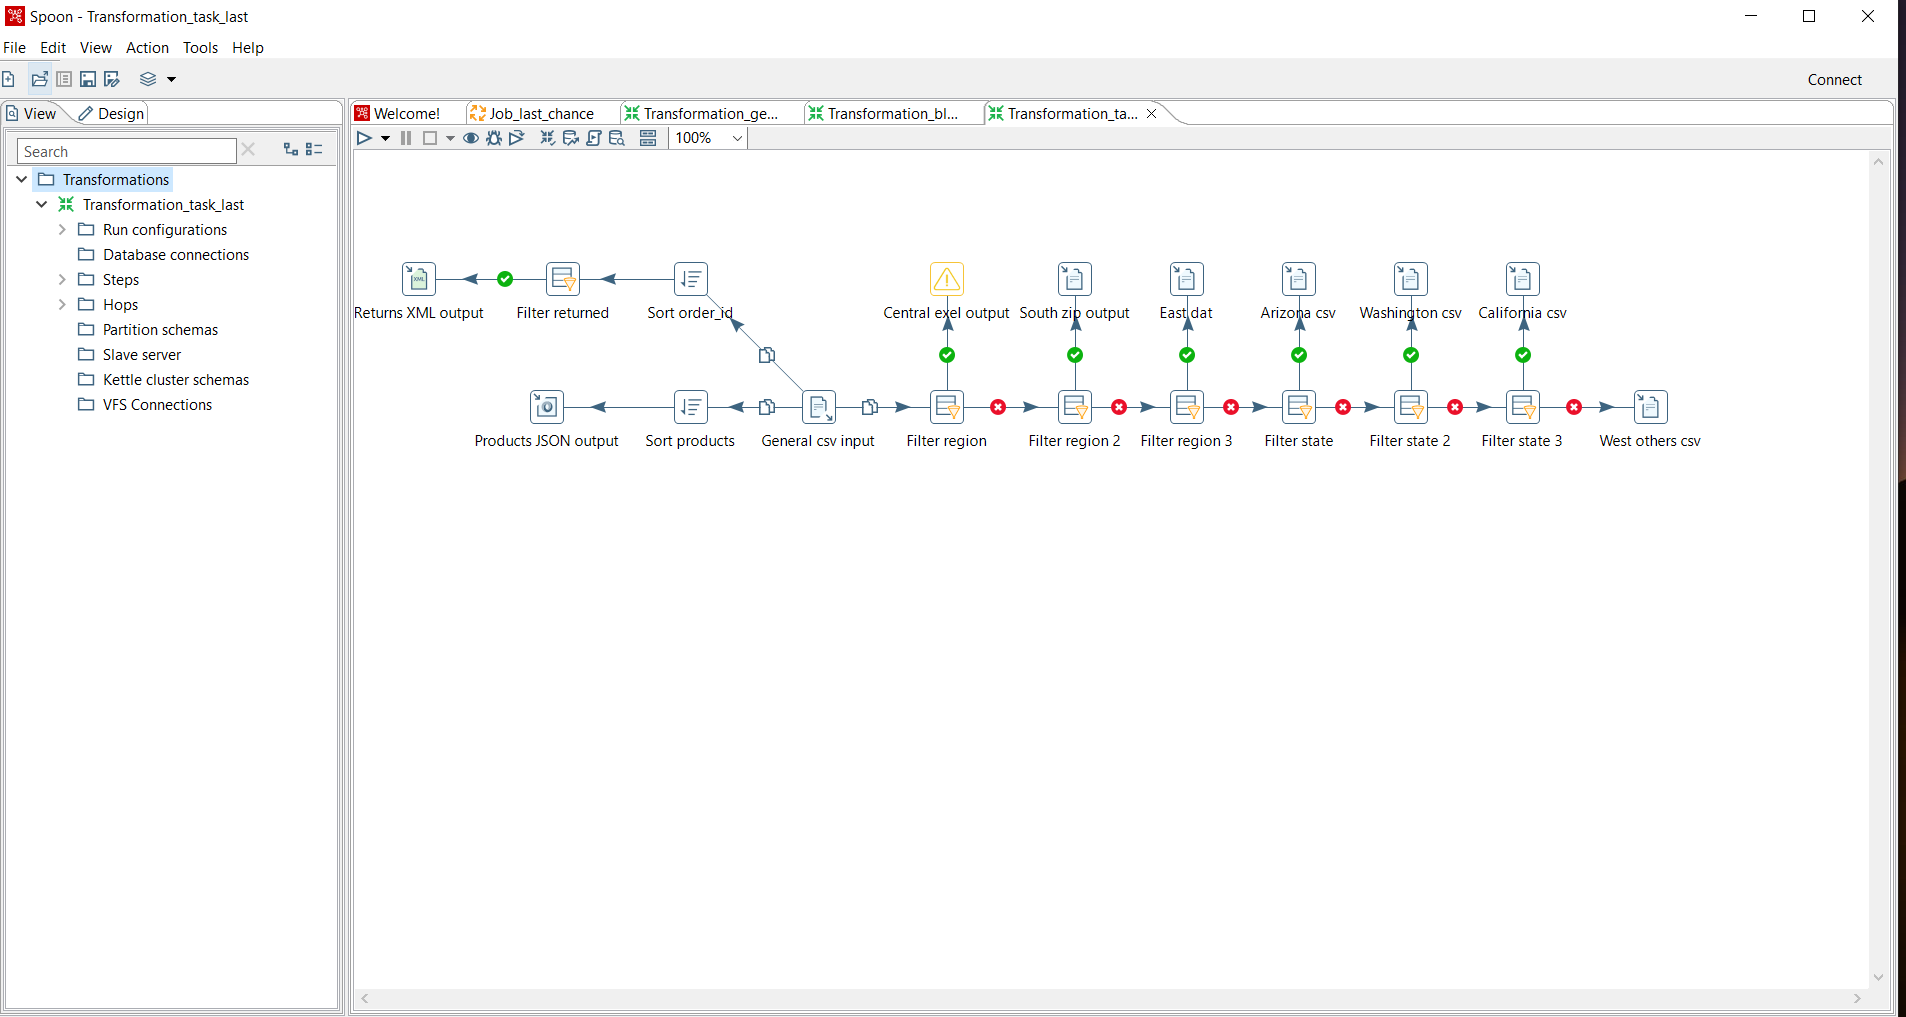 Spoon - Transformation_task_last
File Edit View Action Tools Help
Connect
View Design
Welcome! Job_last_chance Transformation_ge... Transformation_bl... Transformation_ta...
100%
Search
Transformations
Transformation_task_last
Run configurations
Database connections
Steps
Hops
Partition schemas
Slave server
Kettle cluster schemas
VFS Connections
XML
Returns XML output Filter returned Sort order_id Central exel output South zip output East dat Arizona csv Washington csv California csv
Products JSON output Sort products General csv input Filter region Filter region 2 Filter region 3 Filter state Filter state 2 Filter state 3 West others csv